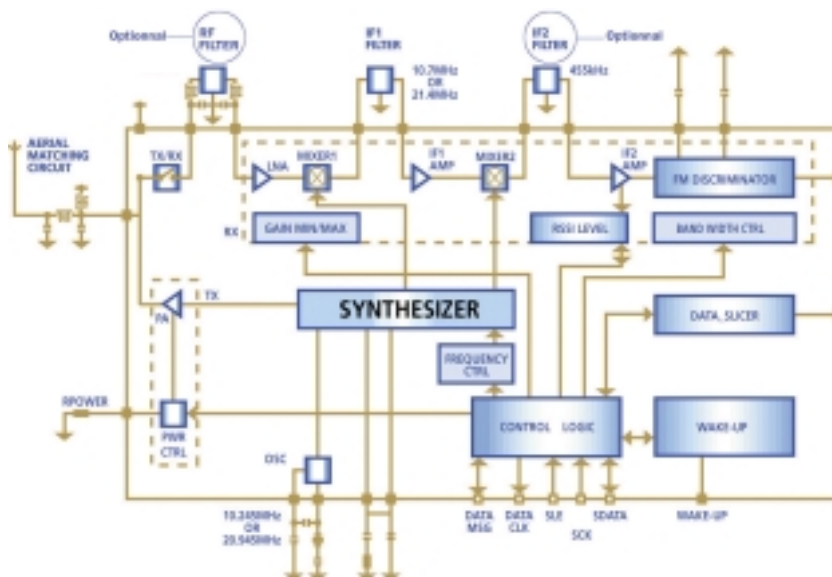 Optionnal
RF
FILTER
IF1
FILTER
10.7MHz
OR
21.4MHz
IF2
FILTER
Optionnal
455kHz
AERIAL
MATCHING
CIRCUIT
TX/RX
LNA
MIXER1
IF1
AMP
MIXER2
IF2
AMP
FM DISCRIMINATOR
RX
GAIN MIN/MAX
RSSI LEVEL
BAND WIDTH CTRL
TX
PA
SYNTHESIZER
DATA, SLICER
FREQUENCY
CTRL
RPOWER
PWR
CTRL
CONTROL LOGIC
WAKE-UP
OSC
10.245MHz
OR
20.945MHz
DATA
MSG
DATA
CLK
SLE
SCK
SDATA
WAKE-UP